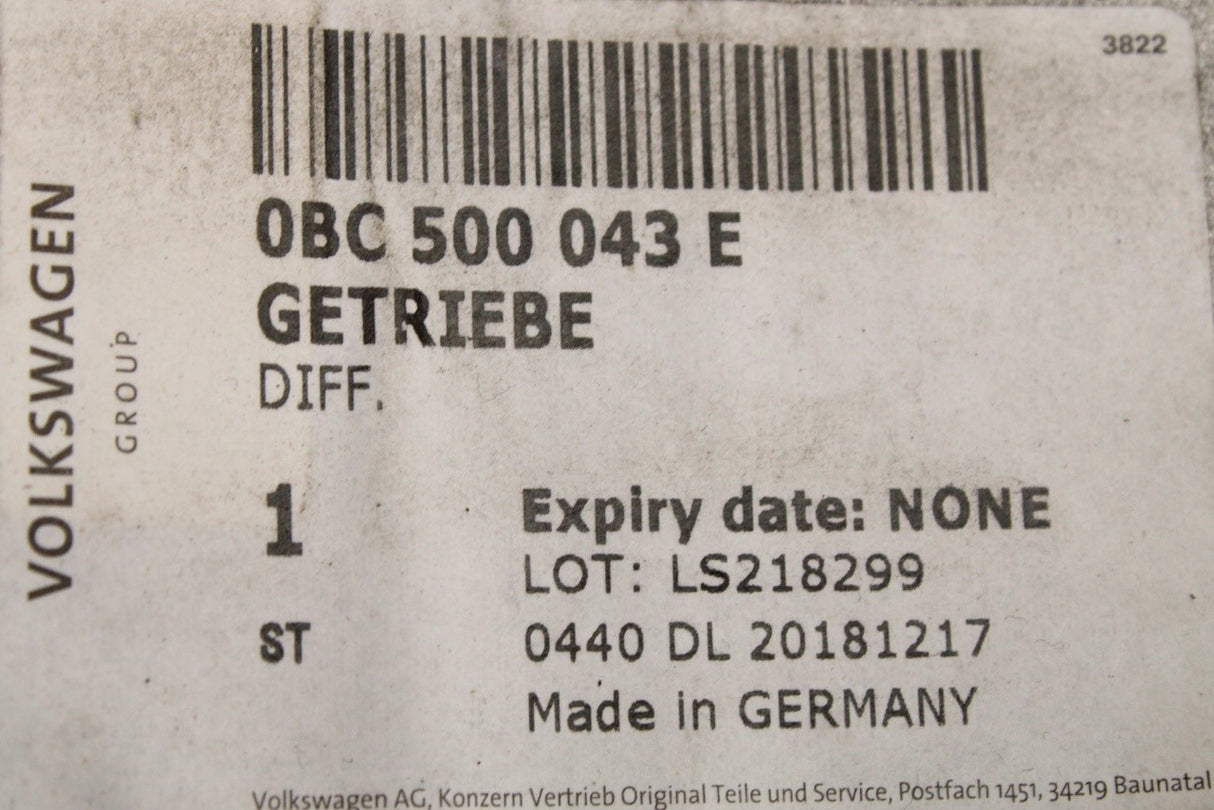 3822
VOLKSWAGEN
GROUP
0BC 500 043 E
GETRIEBE
DIFF.
1
Expiry date: NONE
LOT: LS218299
ST
0440 DL 20181217
Made in GERMANY
Volkswagen AG, Konzern Vertrieb Original Teile und Service, Postfach 1451, 34219 Baunatal